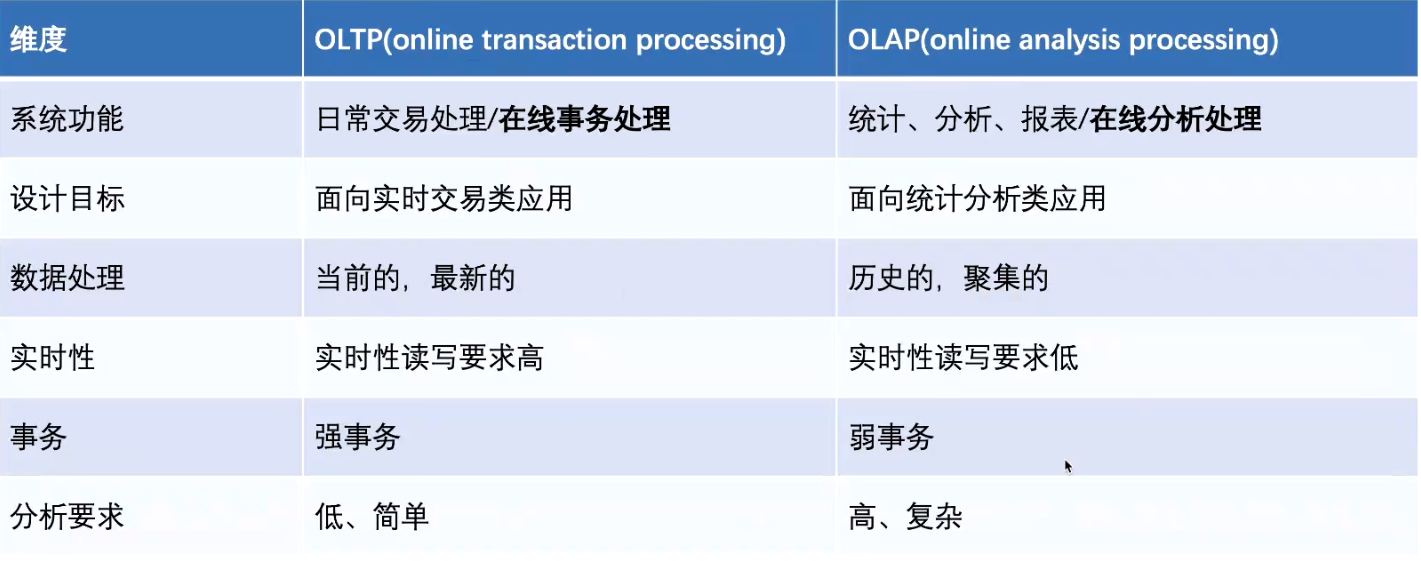 维度 OLTP(online transaction processing) OLAP(online analysis processing)
系统功能 日常交易处理/在线事务处理 统计、分析、报表/在线分析处理
设计目标 面向实时交易类应用 面向统计分析类应用
数据处理 当前的，最新的 历史的，聚集的
实时性 实时性读写要求高 实时性读写要求低
事务 强事务 弱事务
分析要求 低、简单 高、复杂